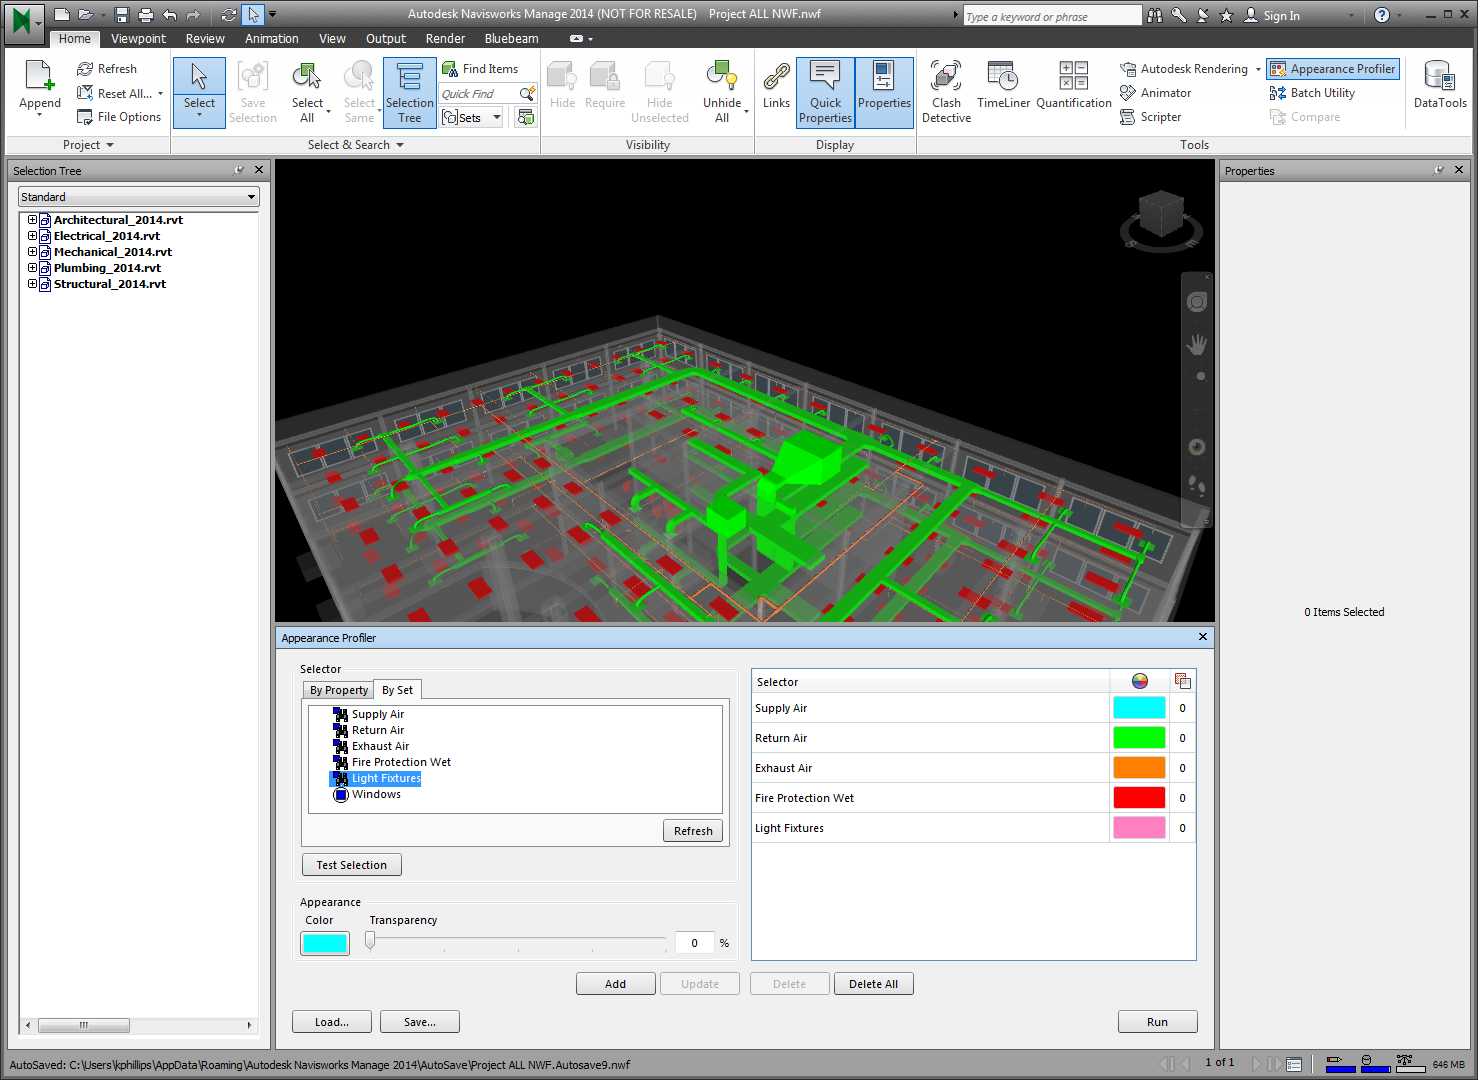 Autodesk Navisworks Manage 2014 (NOT FOR RESALE) Project ALL NWF.nwf
Type a keyword or phrase
Sign In
Home Viewpoint Review Animation View Output Render Bluebeam
Append
Refresh
Reset All...
File Options
Project
Select
Save Selection
Select All
Select Same
Selection Tree
Find Items
Quick Find
Sets
Select & Search
Hide
Require
Hide Unselected
Unhide All
Visibility
Links
Quick Properties
Properties
Display
Clash Detective
TimeLiner
Quantification
Autodesk Rendering
Animator
Scripter
Appearance Profiler
Batch Utility
Compare
Tools
DataTools
Selection Tree
Standard
Architectural_2014.rvt
Electrical_2014.rvt
Mechanical_2014.rvt
Plumbing_2014.rvt
Structural_2014.rvt
S
E
Properties
0 Items Selected
Appearance Profiler
Selector
By Property By Set
Supply Air
Return Air
Exhaust Air
Fire Protection Wet
Light Fixtures
Windows
Refresh
Test Selection
Appearance
Color Transparency
0 %
Selector
Supply Air 0
Return Air 0
Exhaust Air 0
Fire Protection Wet 0
Light Fixtures 0
Add Update Delete Delete All
Load... Save... Run
AutoSaved: C:\Users\kphillips\AppData\Roaming\Autodesk Navisworks Manage 2014\AutoSave\Project ALL NWF.Autosave9.nwf
1 of 1
646 MB